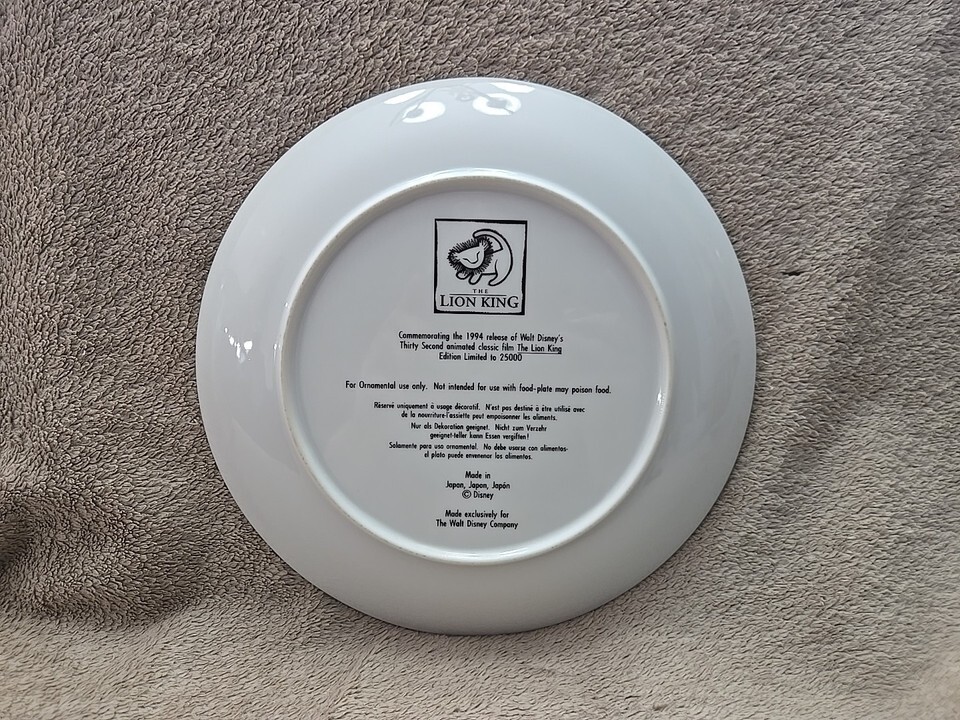 THE
LION KING
Commemorating the 1994 release of Walt Disney's
Thirty Second animated classic film The Lion King
Edition Limited to 25000
For Ornamental use only. Not intended for use with food-plate may poison food.
Réservé uniquement à usage décoratif. N'est pas destiné à être utilisé avec
de la nourriture-l'assiette peut empoisonner les aliments.
Nur als Dekoration geeignet. Nicht zum Verzehr
geeignet-teller kann Essen vergiften!
Solamente para uso ornamental. No debe usarse con alimentos-
el plato puede envenenar los alimentos.
Made in
Japan, Japon, Japón
© Disney
Made exclusively for
The Walt Disney Company